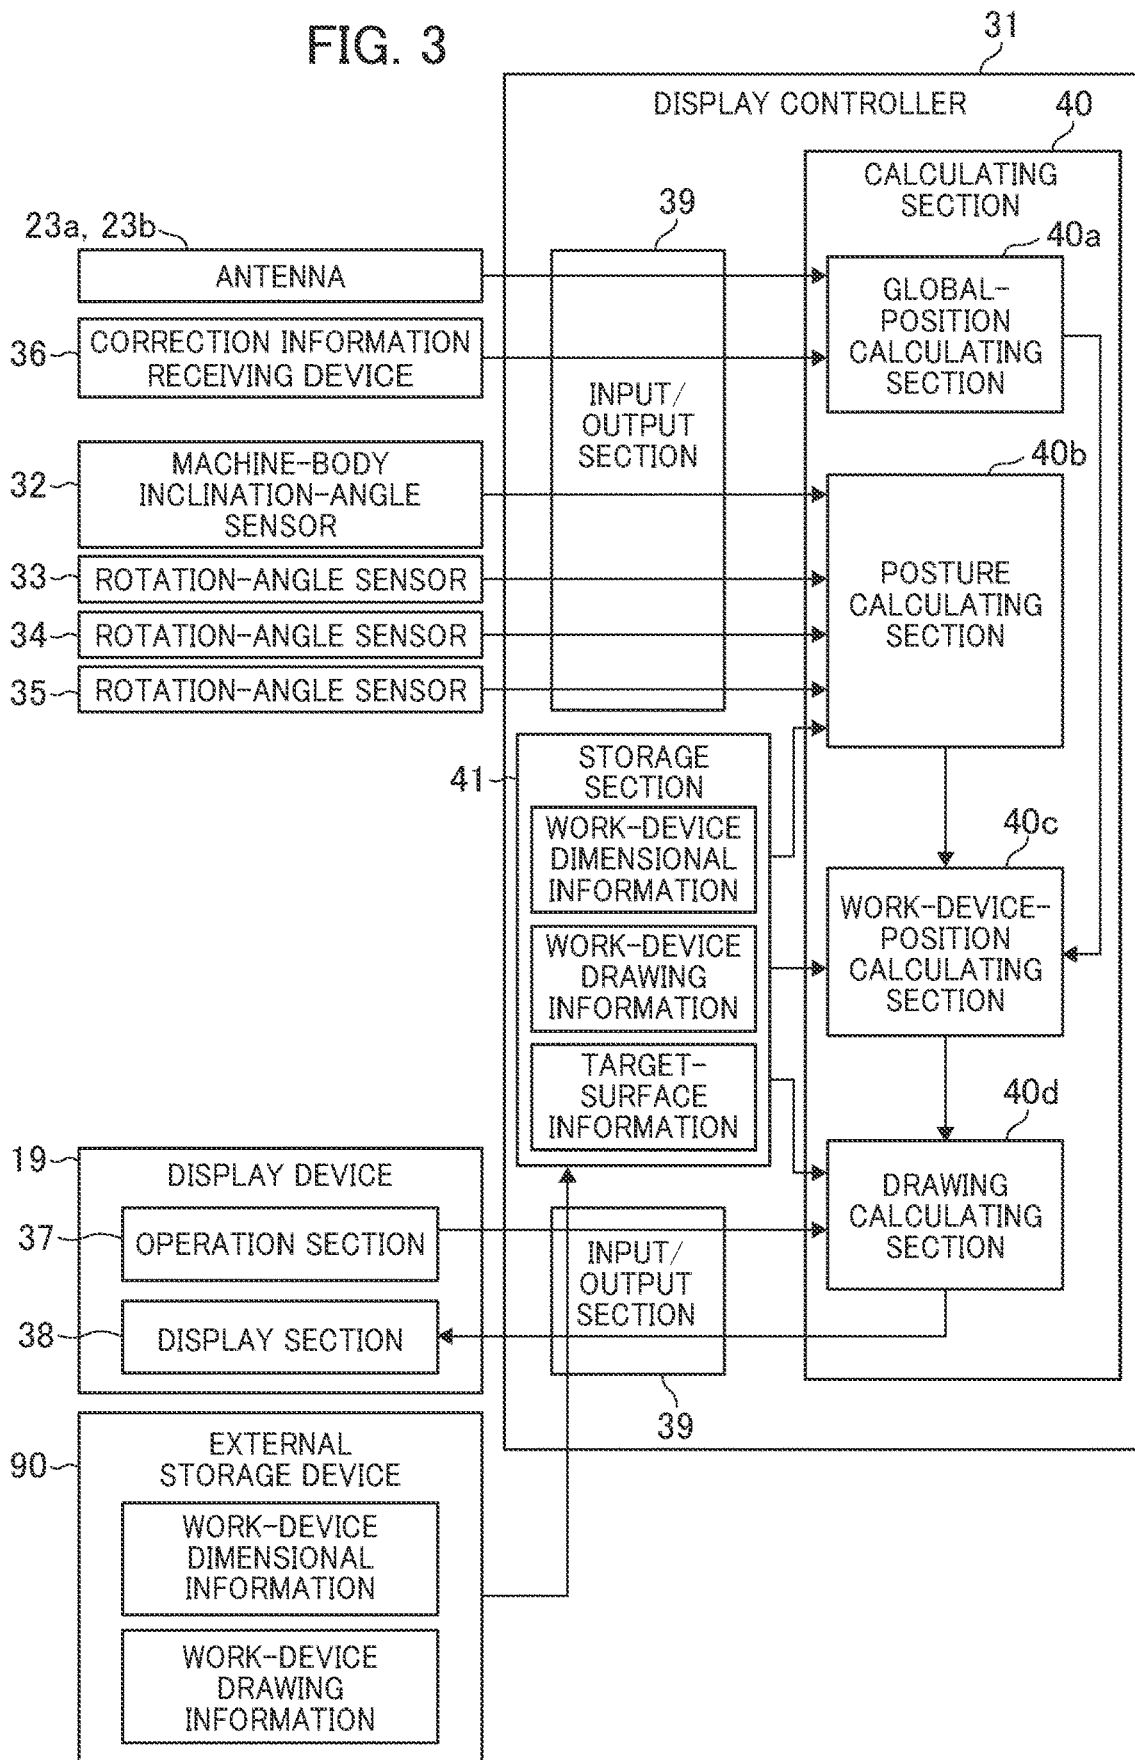 FIG. 3
31
DISPLAY CONTROLLER
40
CALCULATING
SECTION
39
23a, 23b
ANTENNA
40a
GLOBAL-
POSITION
CALCULATING
SECTION
36
CORRECTION INFORMATION
RECEIVING DEVICE
INPUT/
OUTPUT
SECTION
32
MACHINE-BODY
INCLINATION-ANGLE
SENSOR
40b
POSTURE
CALCULATING
SECTION
33
ROTATION-ANGLE SENSOR
34
ROTATION-ANGLE SENSOR
35
ROTATION-ANGLE SENSOR
41
STORAGE
SECTION
WORK-DEVICE
DIMENSIONAL
INFORMATION
WORK-DEVICE
DRAWING
INFORMATION
TARGET-
SURFACE
INFORMATION
40c
WORK-DEVICE-
POSITION
CALCULATING
SECTION
40d
DRAWING
CALCULATING
SECTION
19
DISPLAY DEVICE
37
OPERATION SECTION
38
DISPLAY SECTION
INPUT/
OUTPUT
SECTION
39
90
EXTERNAL
STORAGE DEVICE
WORK-DEVICE
DIMENSIONAL
INFORMATION
WORK-DEVICE
DRAWING
INFORMATION